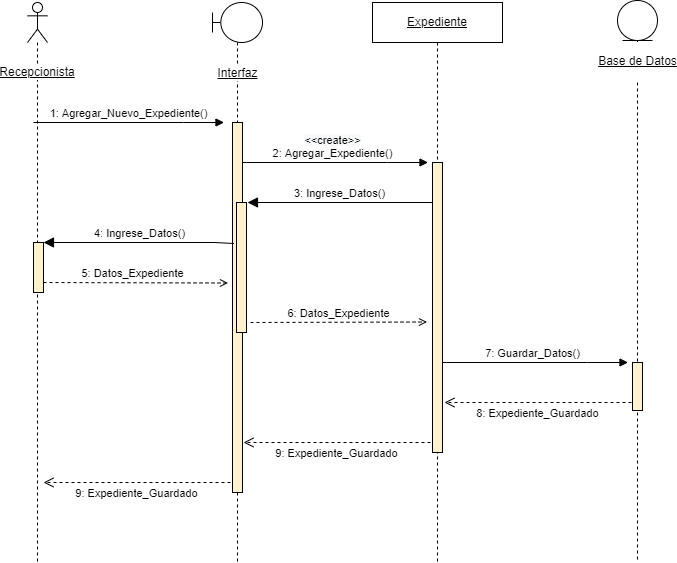 Expediente
Base de Datos
Recepcionista
Interfaz
1: Agregar_Nuevo_Expediente()
<<create>>
2: Agregar_Expediente()
3: Ingrese_Datos()
4: Ingrese_Datos()
5: Datos_Expediente
6: Datos_Expediente
7: Guardar_Datos()
8: Expediente_Guardado
9: Expediente_Guardado
9: Expediente_Guardado